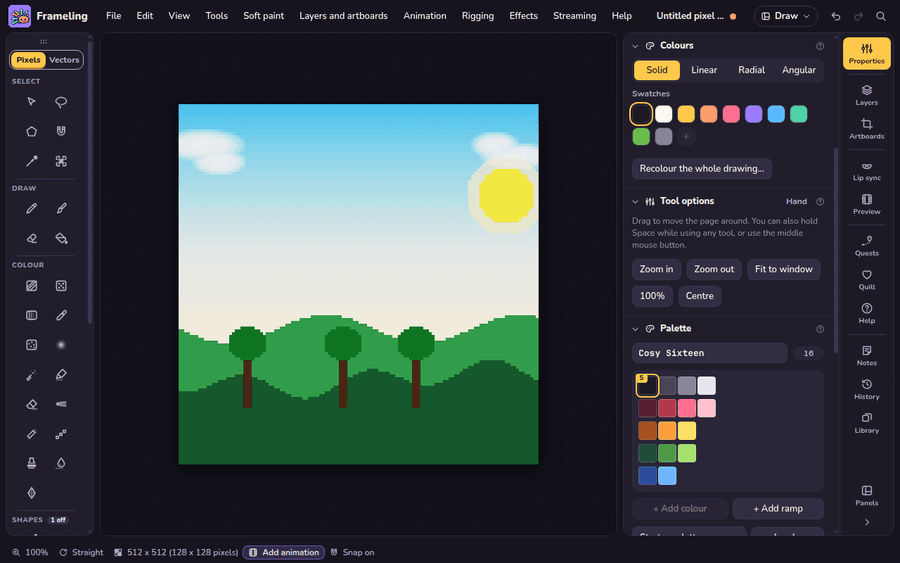 Frameling File Edit View Tools Soft paint Layers and artboards Animation Rigging Effects Streaming Help Untitled pixel ... Draw
Pixels Vectors
SELECT
DRAW
COLOUR
SHAPES 1 off
Colours
Solid Linear Radial Angular
Swatches
Recolour the whole drawing...
Tool options Hand
Drag to move the page around. You can also hold
Space while using any tool, or use the middle
mouse button.
Zoom in Zoom out Fit to window
100% Centre
Palette
Cosy Sixteen 16
S
+ Add colour + Add ramp
Properties
Layers
Artboards
Lip sync
Preview
Quests
Quill
Help
Notes
History
Library
Panels
100% Straight 512 x 512 (128 x 128 pixels) Add animation Snap on